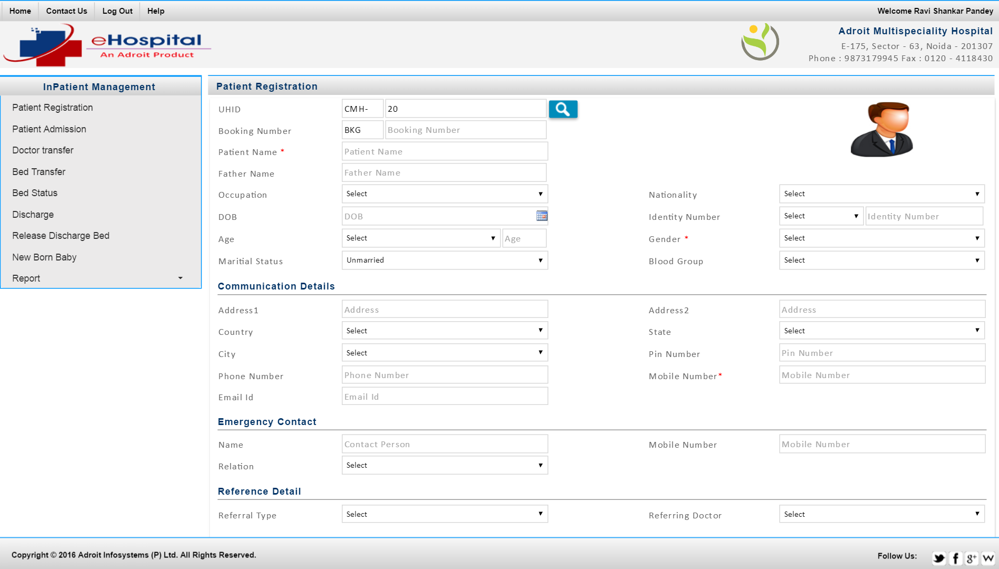 Home Contact Us Log Out Help Welcome Ravi Shankar Pandey
eHospital
An Adroit Product
Adroit Multispeciality Hospital
E-175, Sector - 63, Noida - 201307
Phone : 9873179945 Fax : 0120 - 4118430
InPatient Management
Patient Registration
Patient Admission
Doctor transfer
Bed Transfer
Bed Status
Discharge
Release Discharge Bed
New Born Baby
Report
Patient Registration
UHID CMH- 20
Booking Number BKG Booking Number
Patient Name * Patient Name
Father Name Father Name
Occupation Select Nationality Select
DOB DOB Identity Number Select Identity Number
Age Select Age Gender * Select
Maritial Status Unmarried Blood Group Select
Communication Details
Address1 Address Address2 Address
Country Select State Select
City Select Pin Number Pin Number
Phone Number Phone Number Mobile Number* Mobile Number
Email Id Email Id
Emergency Contact
Name Contact Person Mobile Number Mobile Number
Relation Select
Reference Detail
Referral Type Select Referring Doctor Select
Copyright © 2016 Adroit Infosystems (P) Ltd. All Rights Reserved. Follow Us: